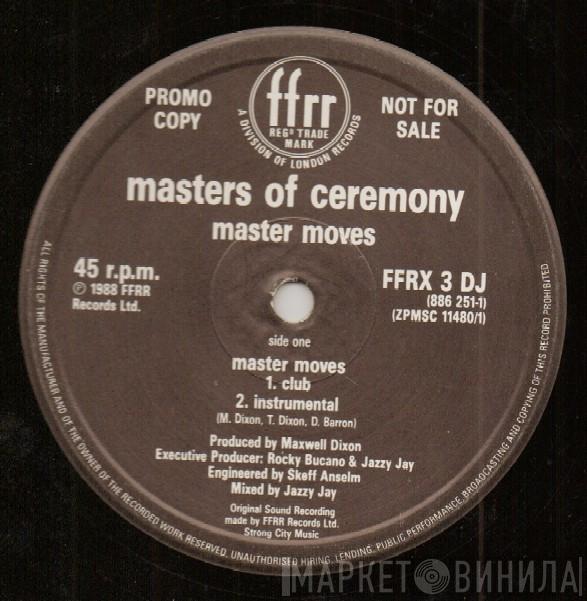 PROMO COPY
ffrr
REGD TRADE MARK
A DIVISION OF LONDON RECORDS
NOT FOR SALE
masters of ceremony
master moves
45 r.p.m.
℗ 1988 FFRR
Records Ltd.
FFRX 3 DJ
(886 251-1)
(ZPMSC 11480/1)
side one
master moves
1. club
2. instrumental
(M. Dixon, T. Dixon, D. Barron)
Produced by Maxwell Dixon
Executive Producer: Rocky Bucano & Jazzy Jay
Engineered by Skeff Anselm
Mixed by Jazzy Jay
Original Sound Recording
made by FFRR Records Ltd.
Strong City Music
ALL RIGHTS OF THE MANUFACTURER AND OF THE OWNER OF THE RECORDED WORK RESERVED. UNAUTHORISED HIRING, LENDING, PUBLIC PERFORMANCE, BROADCASTING AND COPYING OF THIS RECORD PROHIBITED
МАРКЕТ ВИНИЛА